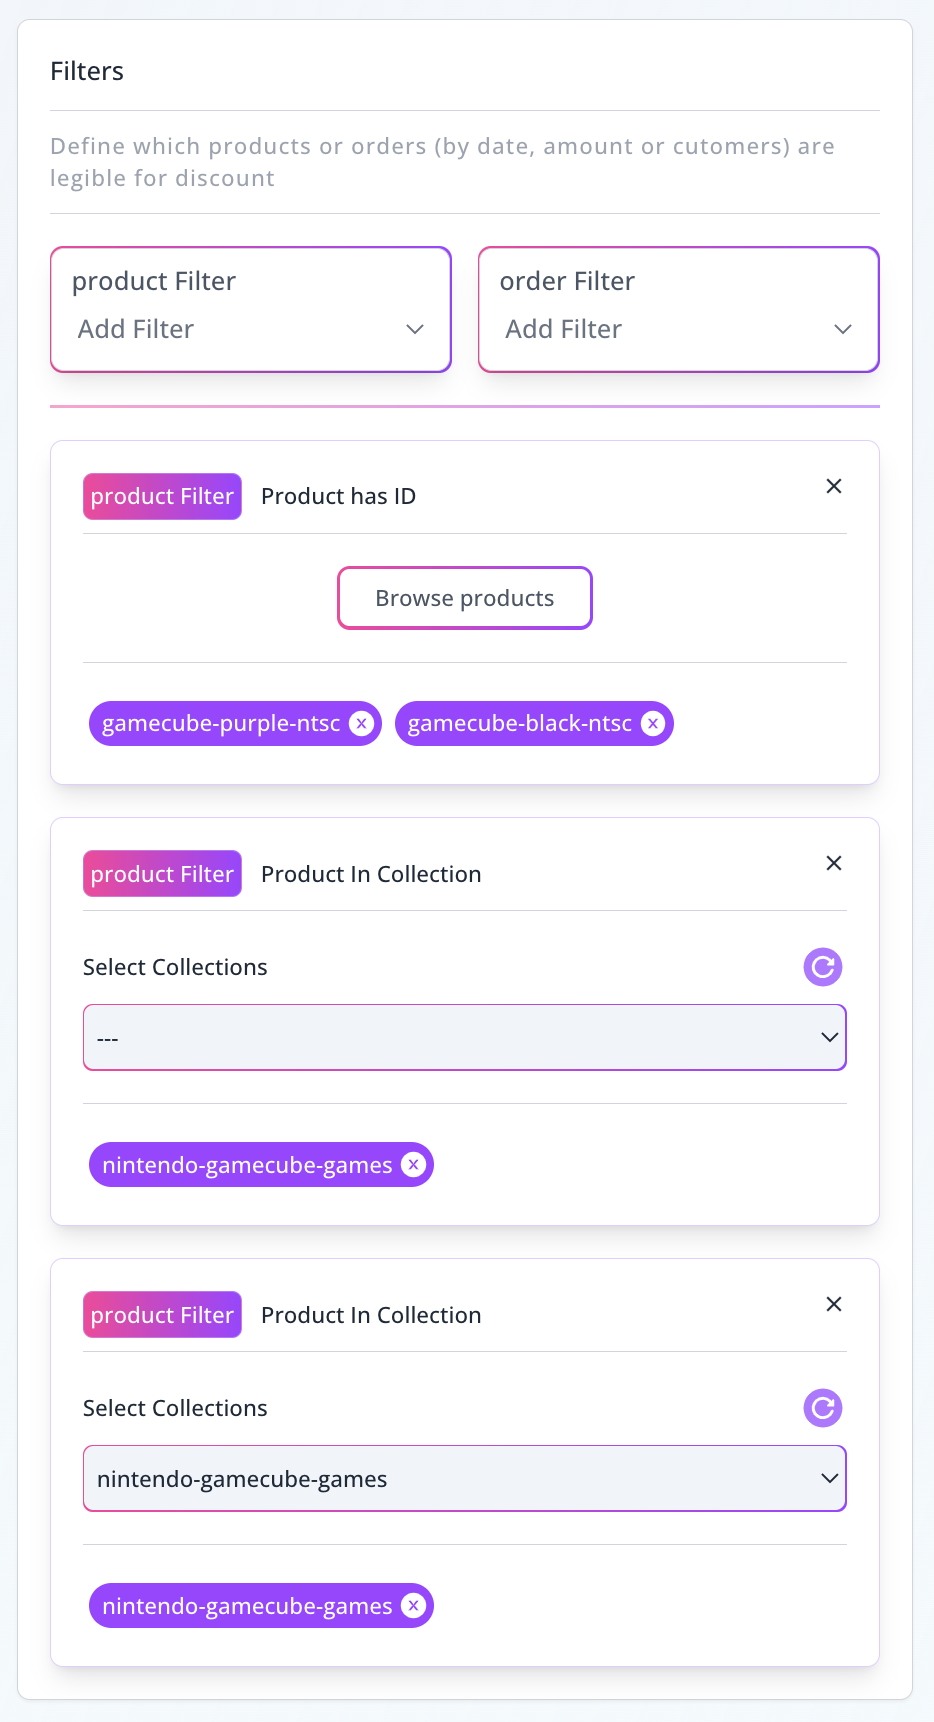 Filters
Define which products or orders (by date, amount or cutomers) are
legible for discount
product Filter
Add Filter
order Filter
Add Filter
product Filter Product has ID
Browse products
gamecube-purple-ntsc gamecube-black-ntsc
product Filter Product In Collection
Select Collections
---
nintendo-gamecube-games
product Filter Product In Collection
Select Collections
nintendo-gamecube-games
nintendo-gamecube-games